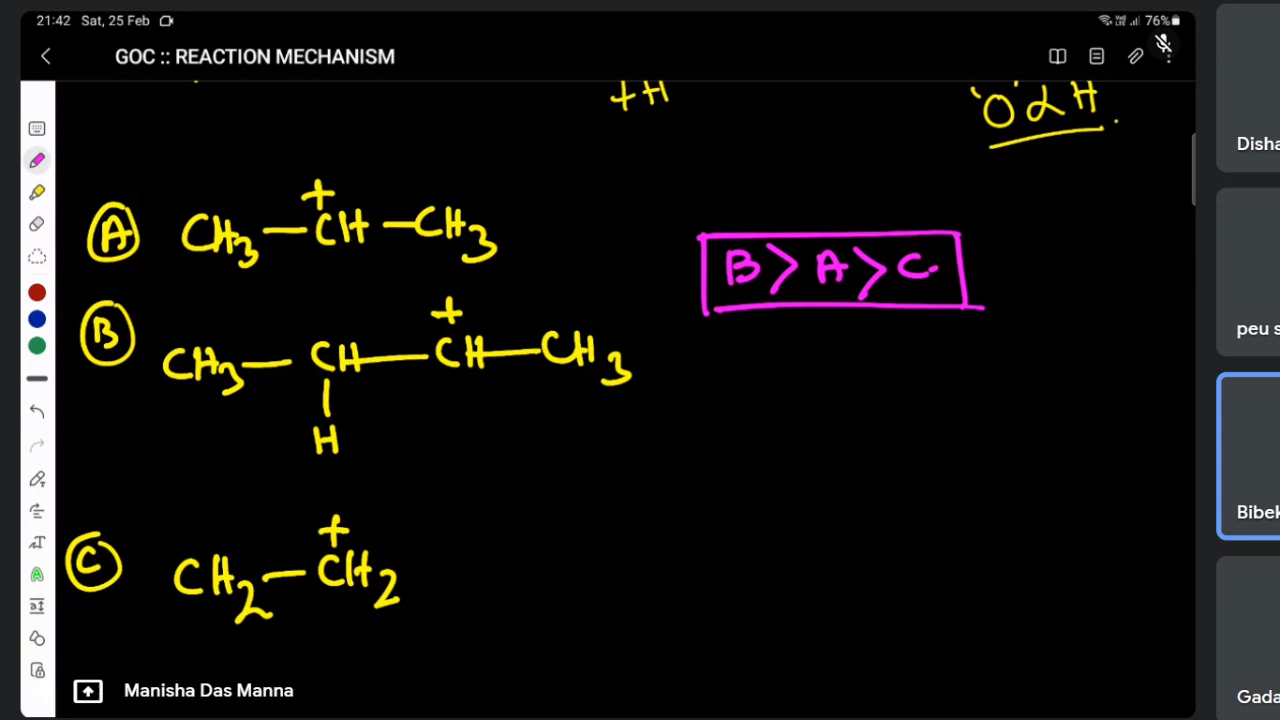 21:42 Sat, 25 Feb
76%
GOC :: REACTION MECHANISM
+H
'O' αH.
Disha
A CH3 — CH+ — CH3
B > A > C
B CH3 — CH — CH+ — CH3
H
peu s
Bibek
C CH2 — CH2+
Manisha Das Manna
Gada